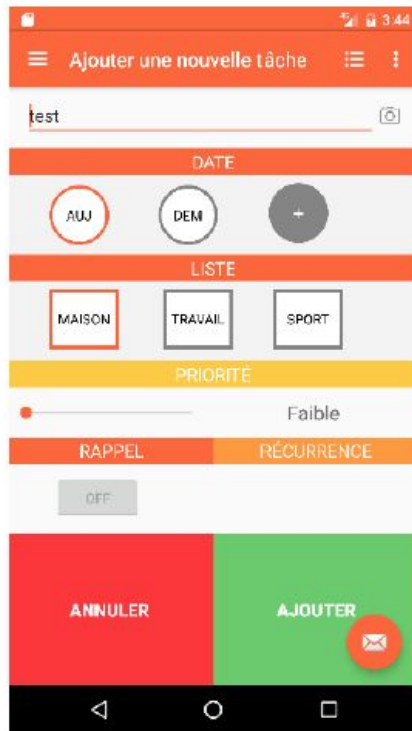 3:44
Ajouter une nouvelle tâche
test
DATE
AUJ DEM +
LISTE
MAISON TRAVAIL SPORT
PRIORITÉ
Faible
RAPPEL RÉCURRENCE
OFF
ANNULER AJOUTER